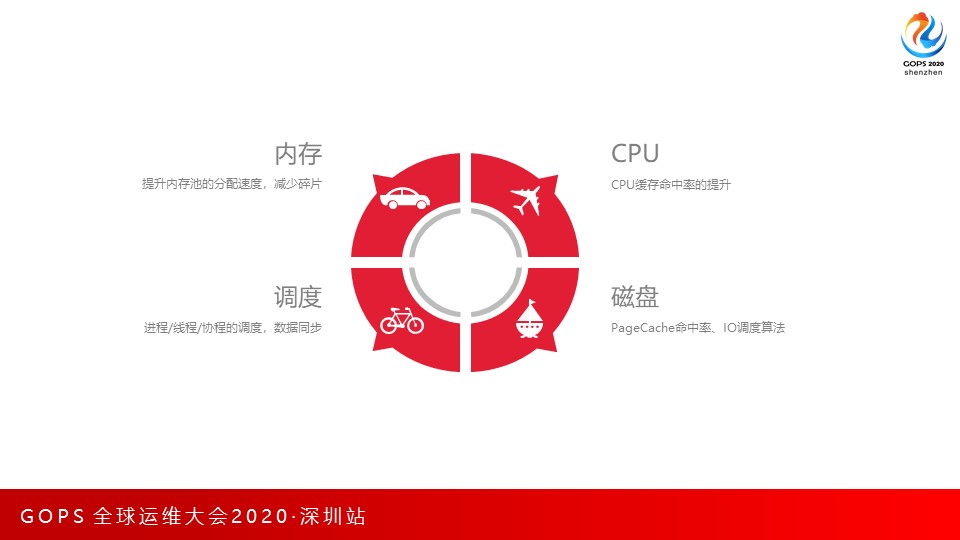 GOPS 2020
shenzhen
内存
提升内存池的分配速度，减少碎片
CPU
CPU缓存命中率的提升
调度
进程/线程/协程的调度，数据同步
磁盘
PageCache命中率、IO调度算法
GOPS 全球运维大会2020·深圳站